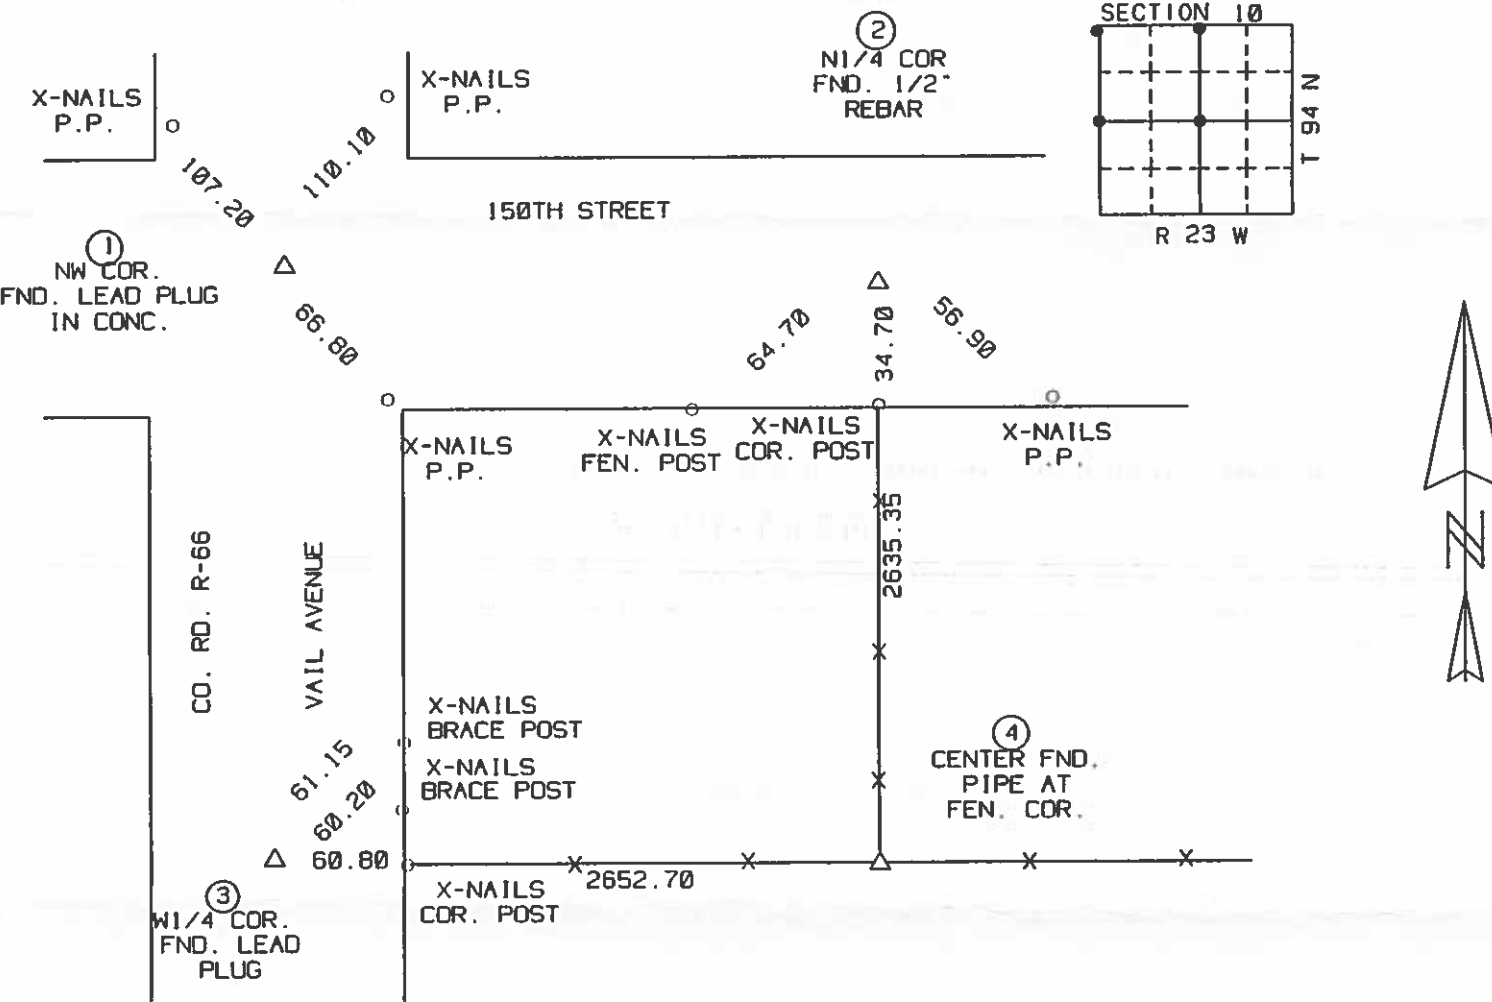 SECTION 10
T 94 N
R 23 W
2
N1/4 COR
FND. 1/2"
REBAR
X-NAILS
P.P.
X-NAILS
P.P.
107.20
110.10
150TH STREET
1
NW COR.
FND. LEAD PLUG
IN CONC.
66.80
64.70
34.70
56.90
X-NAILS
P.P.
X-NAILS
FEN. POST
X-NAILS
COR. POST
X-NAILS
P.P.
2635.35
N
CO. RD. R-66
VAIL AVENUE
X-NAILS
BRACE POST
X-NAILS
BRACE POST
61.15
60.20
60.80
4
CENTER FND.
PIPE AT
FEN. COR.
2652.70
X-NAILS
COR. POST
3
W1/4 COR.
FND. LEAD
PLUG